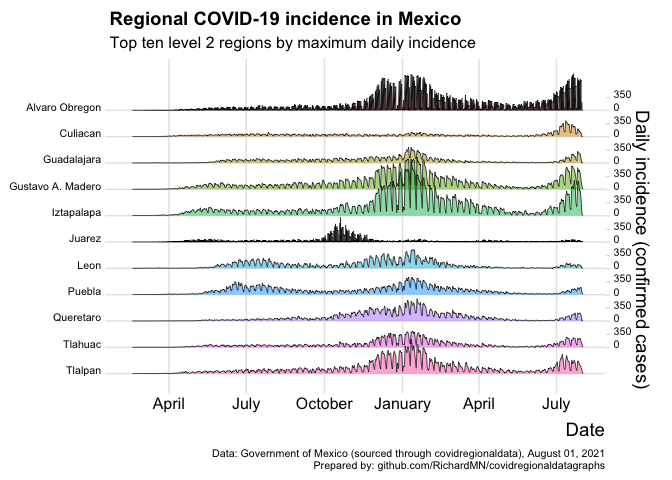 Regional COVID-19 incidence in Mexico
Top ten level 2 regions by maximum daily incidence
Alvaro Obregon
Culiacan
Guadalajara
Gustavo A. Madero
Iztapalapa
Juarez
Leon
Puebla
Queretaro
Tlahuac
Tlalpan
350
0
350
0
350
0
350
0
350
0
350
0
350
0
350
0
350
0
350
0
Daily incidence (confirmed cases)
April July October January April July
Date
Data: Government of Mexico (sourced through covidregionaldata), August 01, 2021
Prepared by: github.com/RichardMN/covidregionaldatagraphs